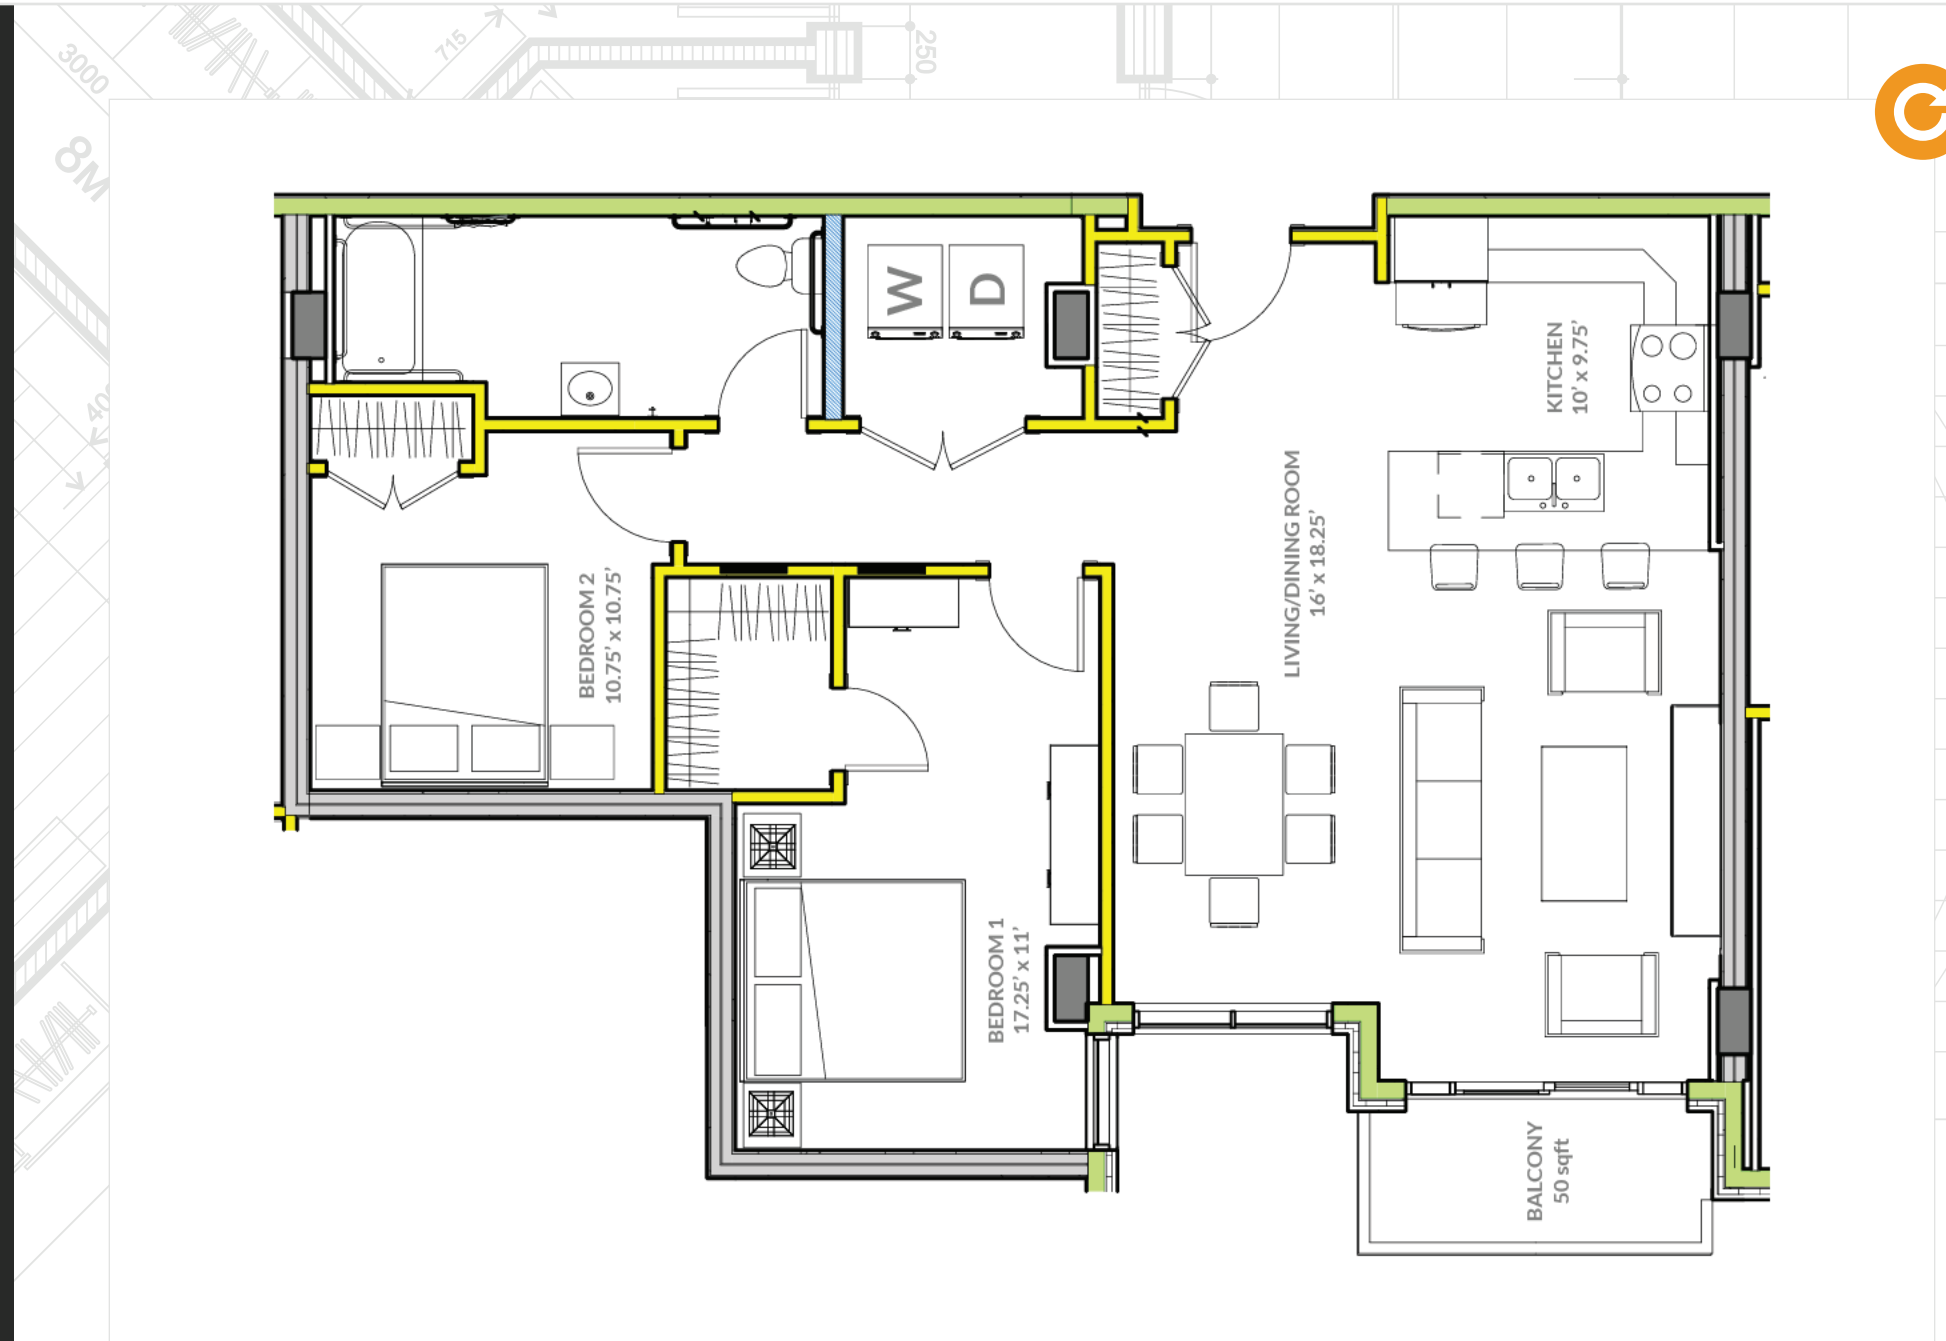 3000
715
250
8M
W
D
KITCHEN
10' x 9.75'
LIVING/DINING ROOM
16' x 18.25'
BEDROOM 2
10.75' x 10.75'
BEDROOM 1
17.25' x 11'
BALCONY
50 sqft